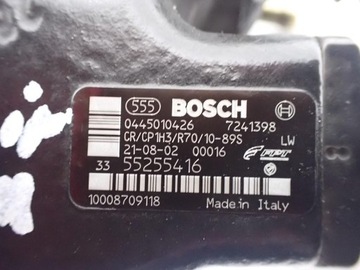 555 BOSCH
0445010426 7241398
CR/CP1H3/R70/10-89S LW
21-08-02 00016 FPT
33 55255416
10008709118 Made in Italy